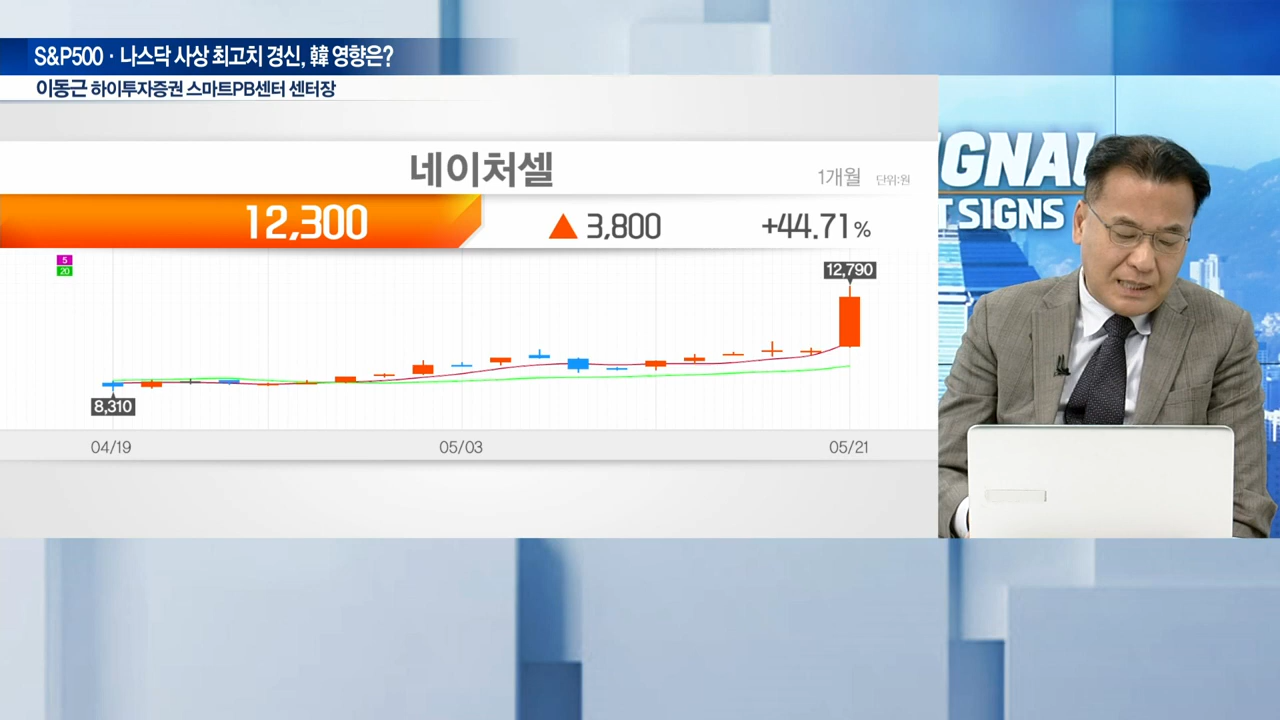 S&P500 · 나스닥 사상 최고치 경신, 韓 영향은?
이동근 하이투자증권 스마트PB센터 센터장
네이처셀
1개월 단위:원
12,300 ▲ 3,800 +44.71%
5
20
12,790
8,310
04/19 05/03 05/21
IGNAL
T SIGNS